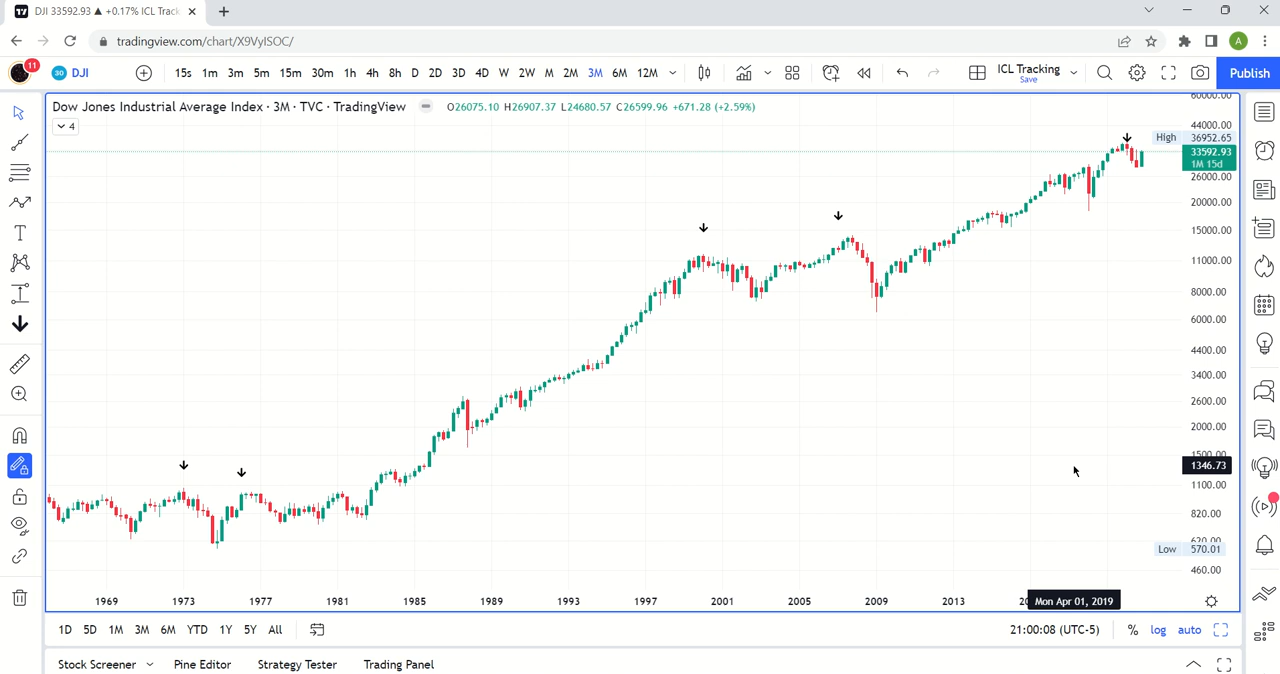 DJI 33592.93 ▲ +0.17% ICL Track
tradingview.com/chart/X9VyISOC/
A
11
30 DJI
15s 1m 3m 5m 15m 30m 1h 4h 8h D 2D 3D 4D W 2W M 2M 3M 6M 12M
ICL Tracking
Save
Publish
Dow Jones Industrial Average Index · 3M · TVC · TradingView
O26075.10 H26907.37 L24680.57 C26599.96 +671.28 (+2.59%)
4
60000.00
44000.00
High 36952.65
33592.93
1M 15d
26000.00
20000.00
15000.00
11000.00
8000.00
6000.00
4400.00
3400.00
2600.00
2000.00
1500.00
1346.73
1100.00
820.00
620.00
Low 570.01
460.00
1969 1973 1977 1981 1985 1989 1993 1997 2001 2005 2009 2013 Mon Apr 01, 2019
1D 5D 1M 3M 6M YTD 1Y 5Y All
21:00:08 (UTC-5) % log auto
Stock Screener Pine Editor Strategy Tester Trading Panel